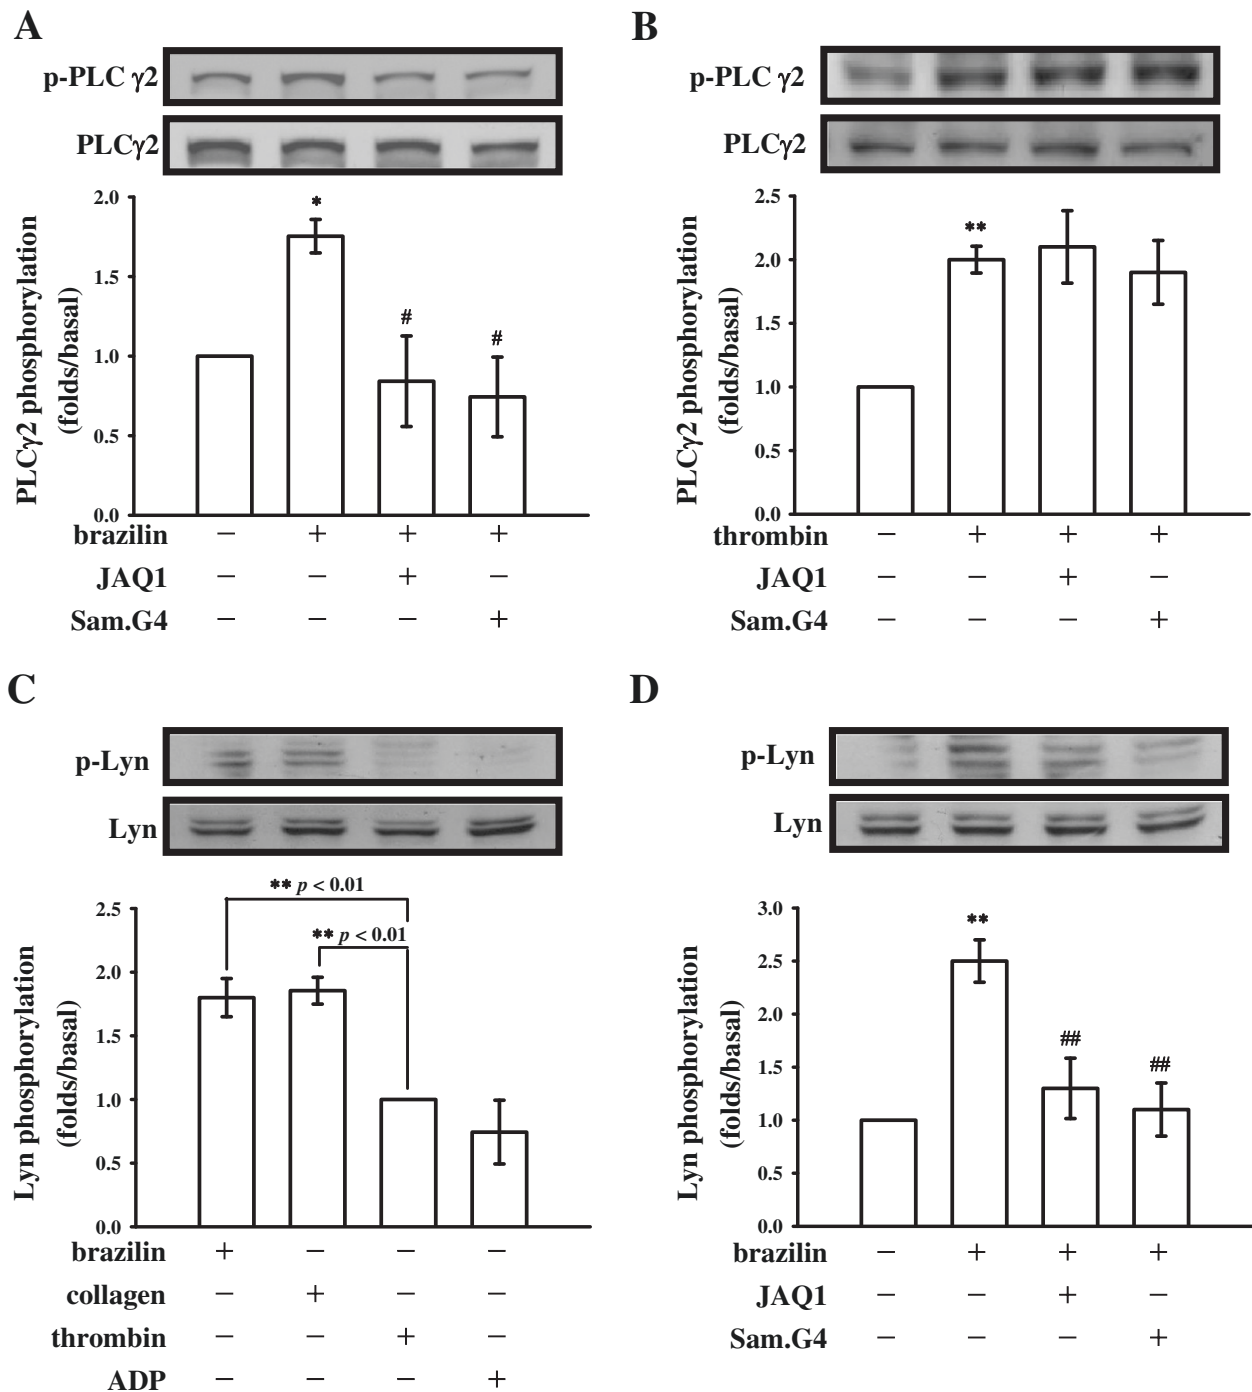 A
p-PLC γ2
PLCγ2
PLCγ2 phosphorylation
(folds/basal)
2.0
1.5
1.0
0.5
0.0
*
#
#
brazilin − + + +
JAQ1 − − + −
Sam.G4 − − − +
B
p-PLC γ2
PLCγ2
PLCγ2 phosphorylation
(folds/basal)
2.5
2.0
1.5
1.0
0.5
0.0
**
thrombin − + + +
JAQ1 − − + −
Sam.G4 − − − +
C
p-Lyn
Lyn
Lyn phosphorylation
(folds/basal)
2.5
2.0
1.5
1.0
0.5
0.0
** p < 0.01
** p < 0.01
brazilin + − − −
collagen − + − −
thrombin − − + −
ADP − − − +
D
p-Lyn
Lyn
Lyn phosphorylation
(folds/basal)
3.0
2.5
2.0
1.5
1.0
0.5
0.0
**
##
##
brazilin − + + +
JAQ1 − − + −
Sam.G4 − − − +